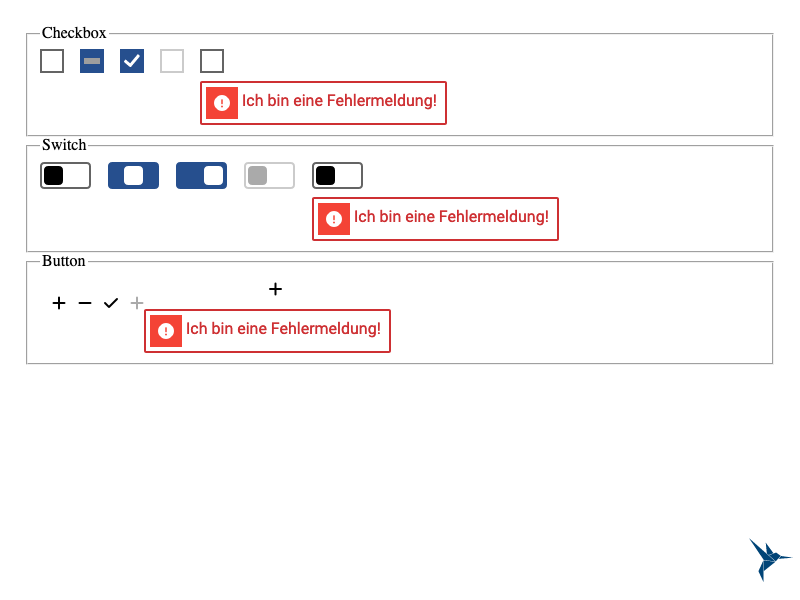 Checkbox
Ich bin eine Fehlermeldung!
Switch
Ich bin eine Fehlermeldung!
Button
Ich bin eine Fehlermeldung!